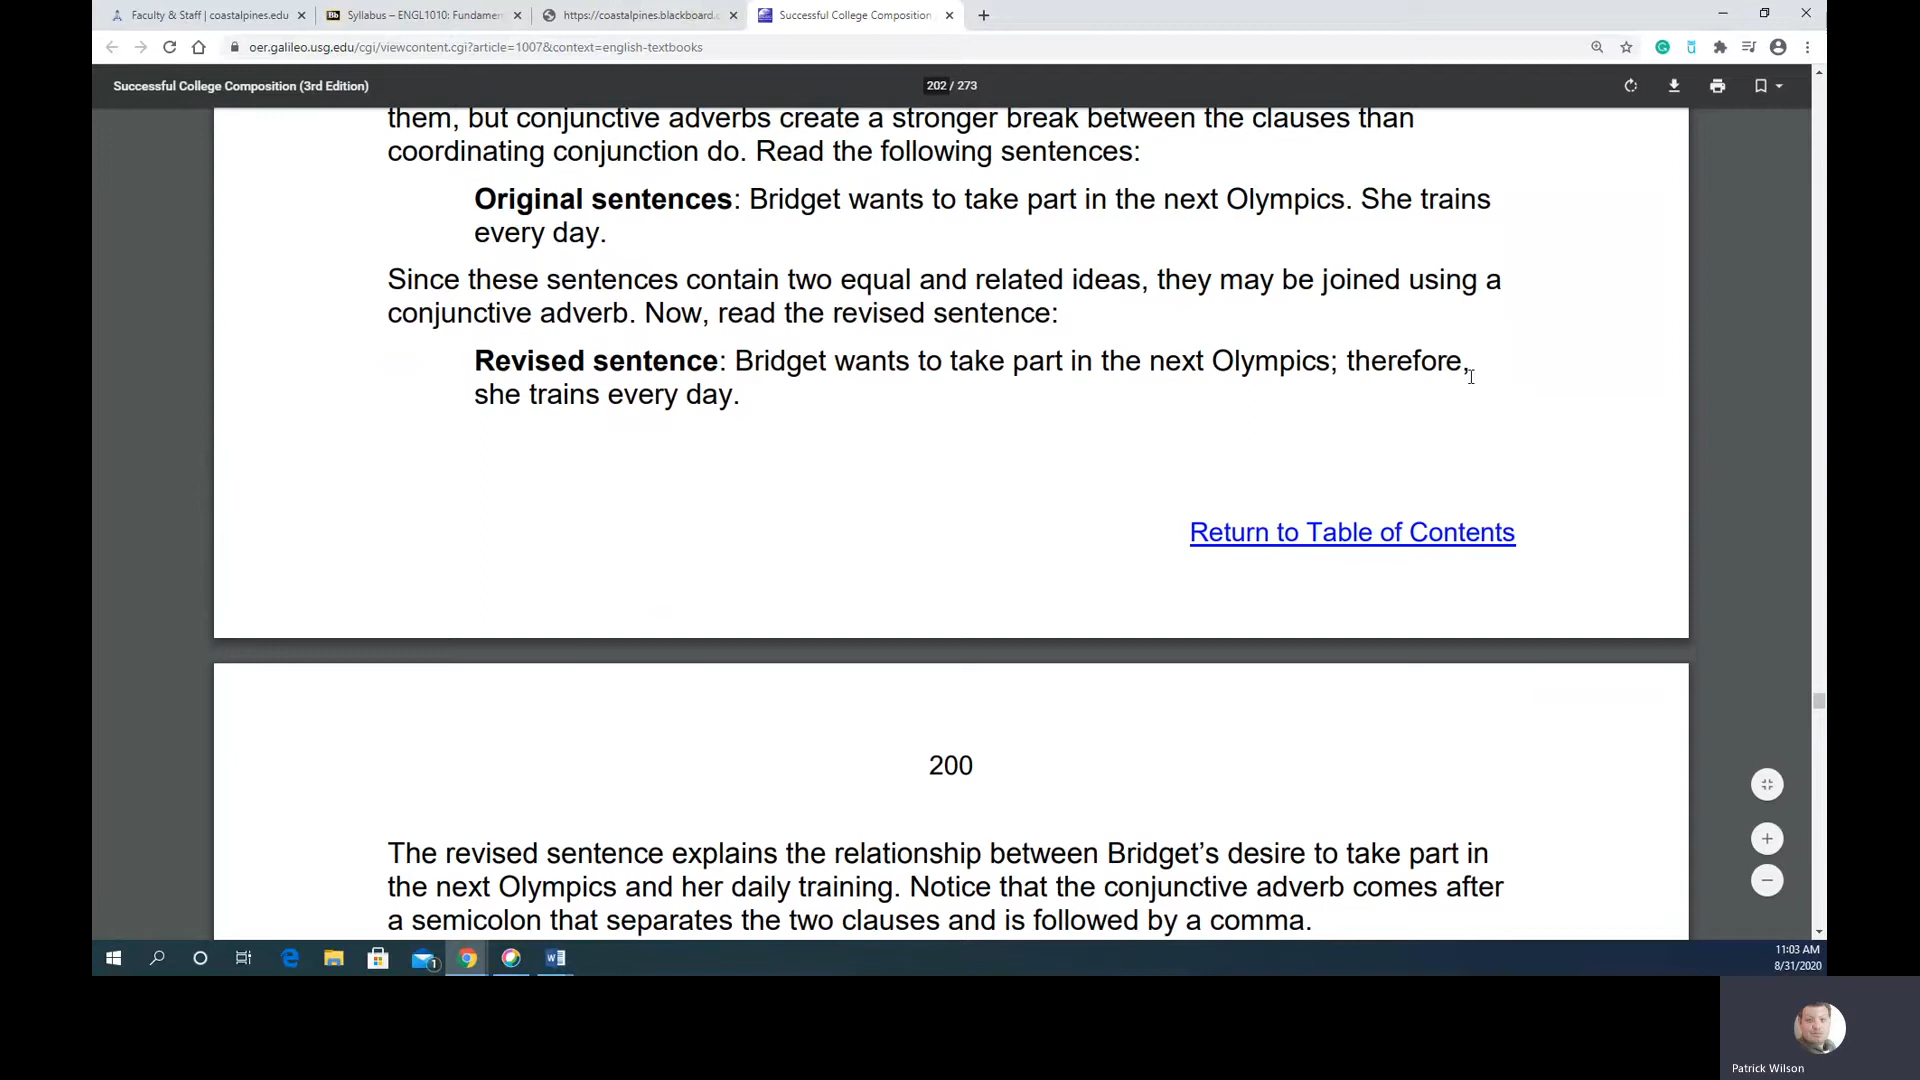 Faculty & Staff | coastalpines.edu
Syllabus – ENGL1010: Fundamen
https://coastalpines.blackboard.c
Successful College Composition
oer.galileo.usg.edu/cgi/viewcontent.cgi?article=1007&context=english-textbooks
Successful College Composition (3rd Edition)
202 / 273
them, but conjunctive adverbs create a stronger break between the clauses than
coordinating conjunction do. Read the following sentences:
Original sentences: Bridget wants to take part in the next Olympics. She trains
every day.
Since these sentences contain two equal and related ideas, they may be joined using a
conjunctive adverb. Now, read the revised sentence:
Revised sentence: Bridget wants to take part in the next Olympics; therefore,
she trains every day.
Return to Table of Contents
200
The revised sentence explains the relationship between Bridget’s desire to take part in
the next Olympics and her daily training. Notice that the conjunctive adverb comes after
a semicolon that separates the two clauses and is followed by a comma.
11:03 AM
8/31/2020
Patrick Wilson